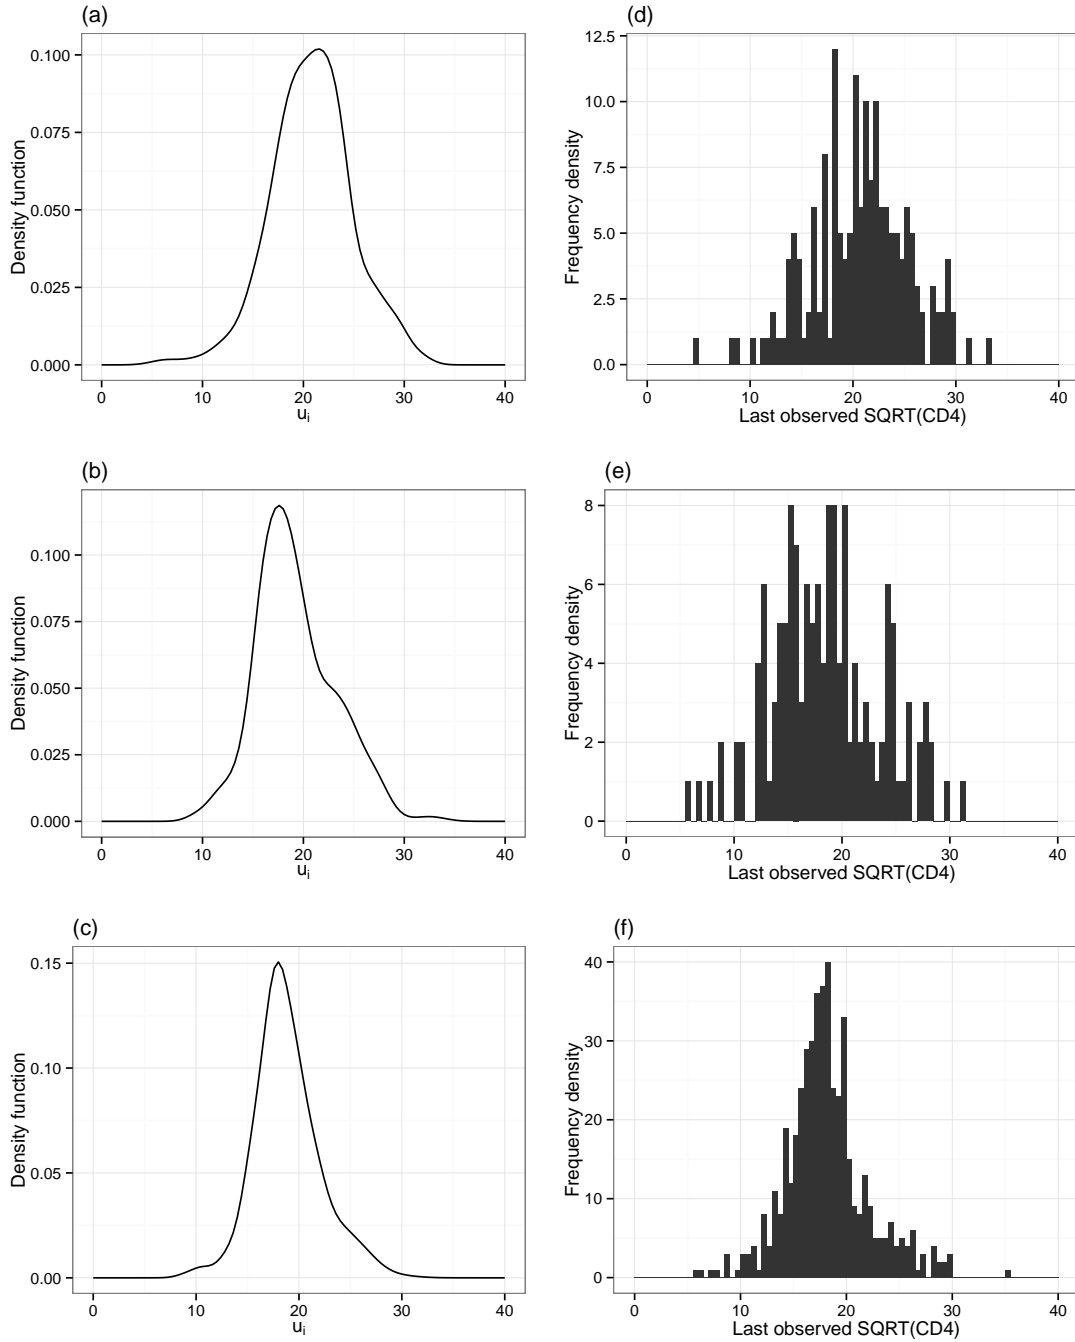 (a)
Density function
0.100
0.075
0.050
0.025
0.000
0 10 20 30 40
ui
(d)
Frequency density
12.5
10.0
7.5
5.0
2.5
0.0
0 10 20 30 40
Last observed SQRT(CD4)
(b)
Density function
0.100
0.075
0.050
0.025
0.000
0 10 20 30 40
ui
(e)
Frequency density
8
6
4
2
0
0 10 20 30 40
Last observed SQRT(CD4)
(c)
Density function
0.15
0.10
0.05
0.00
0 10 20 30 40
ui
(f)
Frequency density
40
30
20
10
0
0 10 20 30 40
Last observed SQRT(CD4)